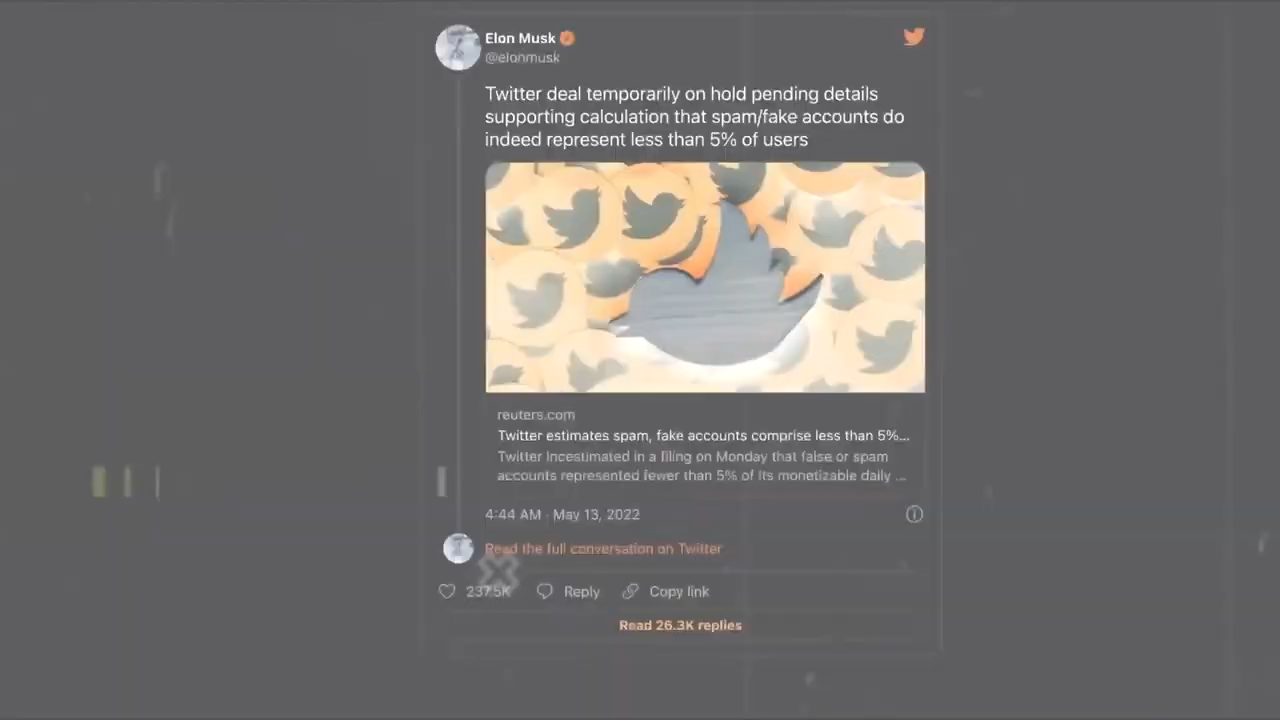 Elon Musk
@elonmusk
Twitter deal temporarily on hold pending details
supporting calculation that spam/fake accounts do
indeed represent less than 5% of users
reuters.com
Twitter estimates spam, fake accounts comprise less than 5%...
Twitter Incestimated in a filing on Monday that false or spam
accounts represented fewer than 5% of its monetizable daily ...
4:44 AM · May 13, 2022
Read the full conversation on Twitter
237.5K Reply Copy link
Read 26.3K replies